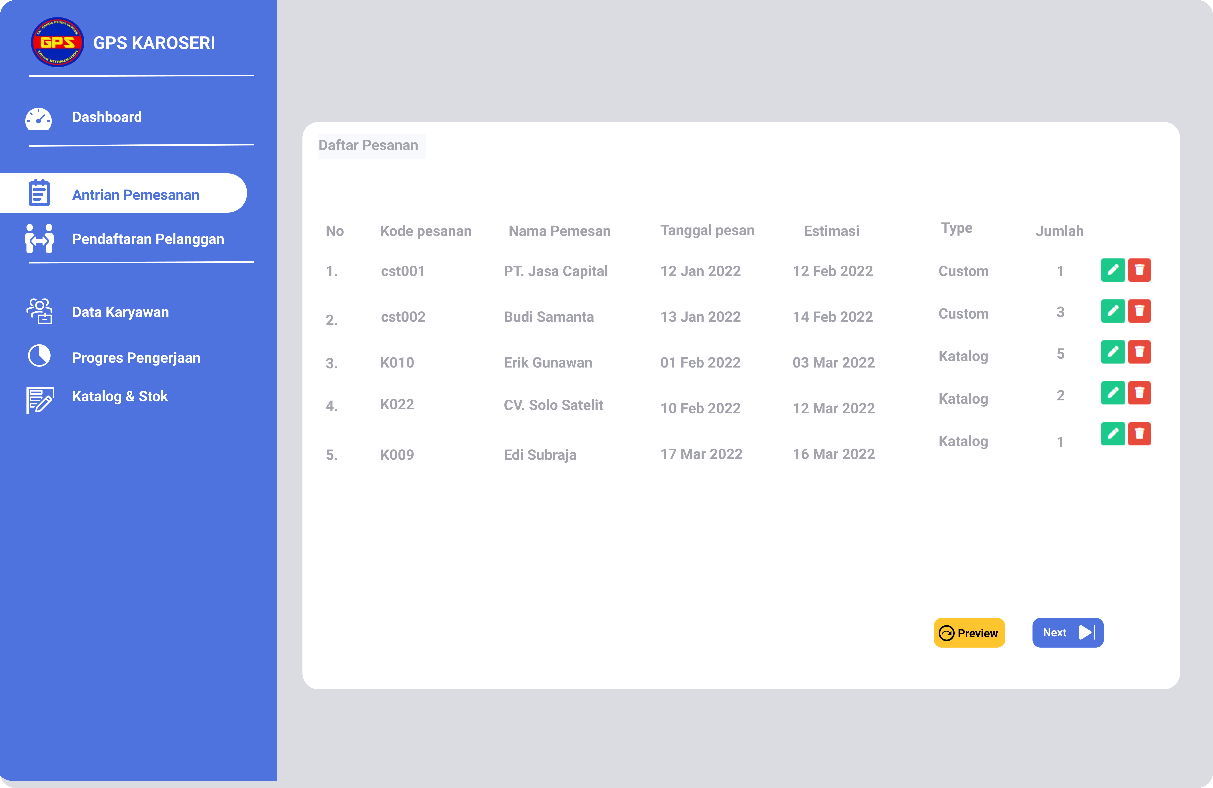 GPS
GPS KAROSERI
Dashboard
Antrian Pemesanan
Pendaftaran Pelanggan
Data Karyawan
Progres Pengerjaan
Katalog & Stok
Daftar Pesanan
No Kode pesanan Nama Pemesan Tanggal pesan Estimasi Type Jumlah
1. cst001 PT. Jasa Capital 12 Jan 2022 12 Feb 2022 Custom 1
2. cst002 Budi Samanta 13 Jan 2022 14 Feb 2022 Custom 3
3. K010 Erik Gunawan 01 Feb 2022 03 Mar 2022 Katalog 5
4. K022 CV. Solo Satelit 10 Feb 2022 12 Mar 2022 Katalog 2
5. K009 Edi Subraja 17 Mar 2022 16 Mar 2022 Katalog 1
Preview
Next